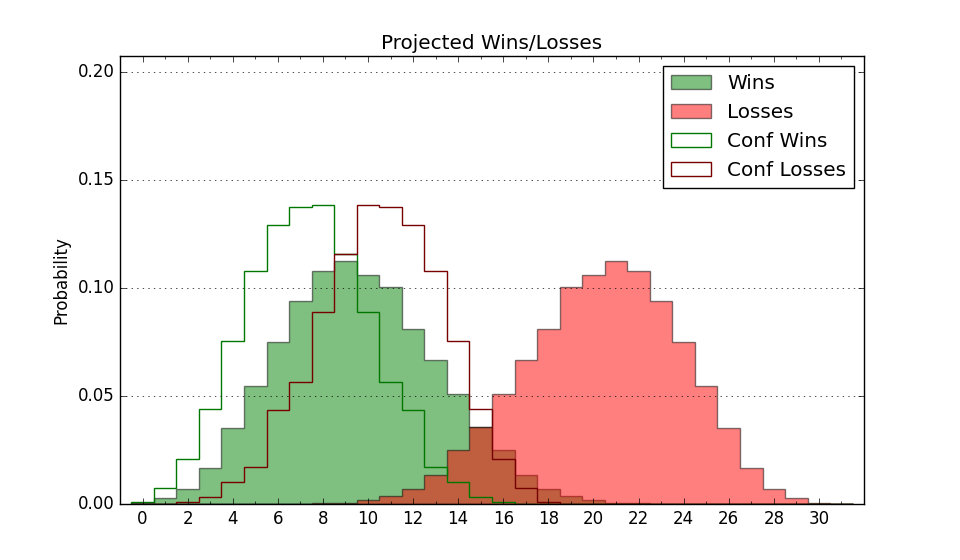 Projected Wins/Losses
0.20
0.15
0.10
0.05
0.00
Probability
Wins
Losses
Conf Wins
Conf Losses
0 2 4 6 8 10 12 14 16 18 20 22 24 26 28 30